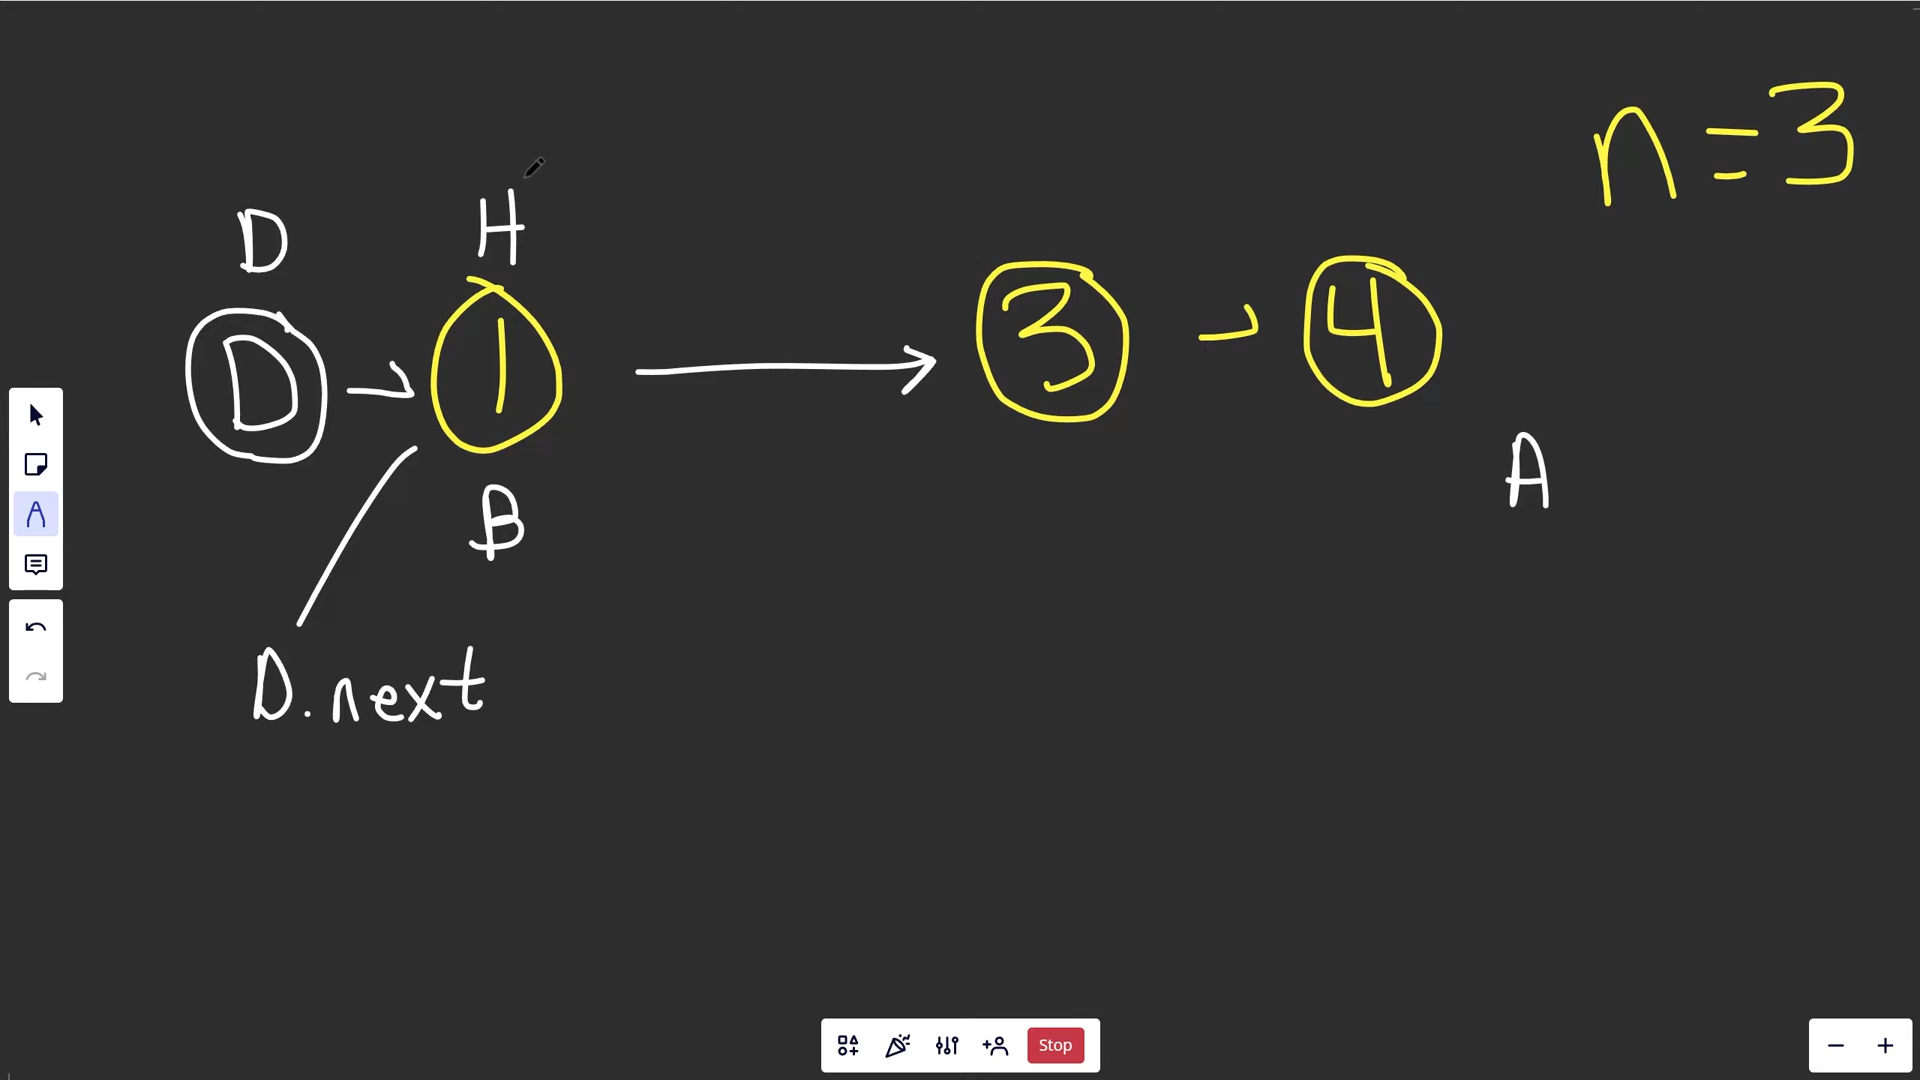 n = 3
D H
D → 1 → 3 → 4
B A
D.next
Stop